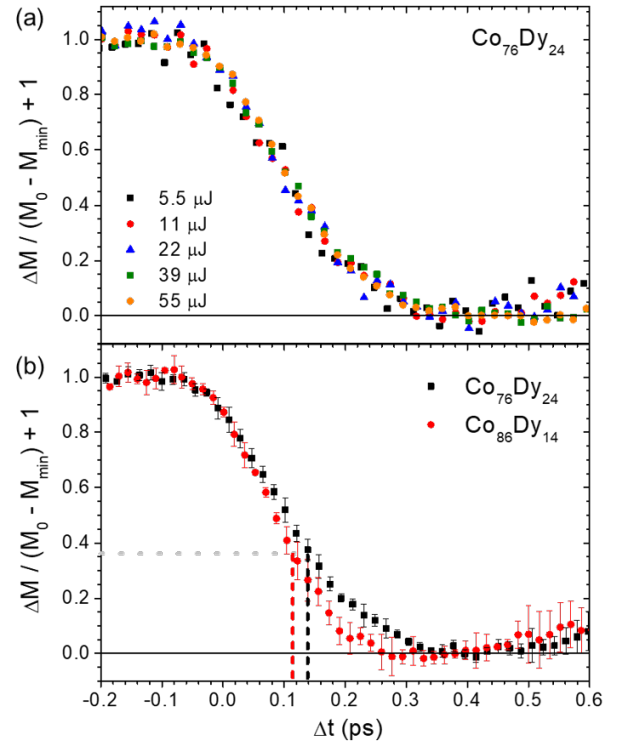 (a)
Co₇₆Dy₂₄
1.0
0.8
0.6
0.4
0.2
0.0
ΔM / (M₀ - Mₘᵢₙ) + 1
5.5 μJ
11 μJ
22 μJ
39 μJ
55 μJ
(b)
Co₇₆Dy₂₄
Co₈₆Dy₁₄
1.0
0.8
0.6
0.4
0.2
0.0
ΔM / (M₀ - Mₘᵢₙ) + 1
-0.2 -0.1 0.0 0.1 0.2 0.3 0.4 0.5 0.6
Δt (ps)